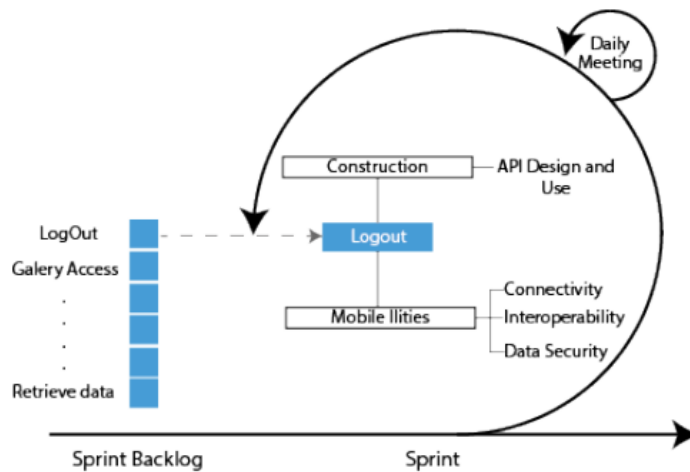 Daily
Meeting
Construction
API Design and
Use
LogOut
Logout
Galery Access
Connectivity
Mobile Ilities
Interoperability
Data Security
Retrieve data
Sprint Backlog
Sprint